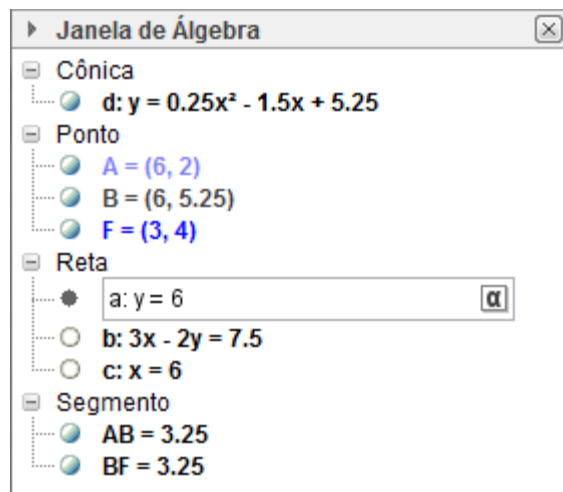 Janela de Álgebra
Cônica
d: y = 0.25x² - 1.5x + 5.25
Ponto
A = (6, 2)
B = (6, 5.25)
F = (3, 4)
Reta
a: y = 6 α
b: 3x - 2y = 7.5
c: x = 6
Segmento
AB = 3.25
BF = 3.25